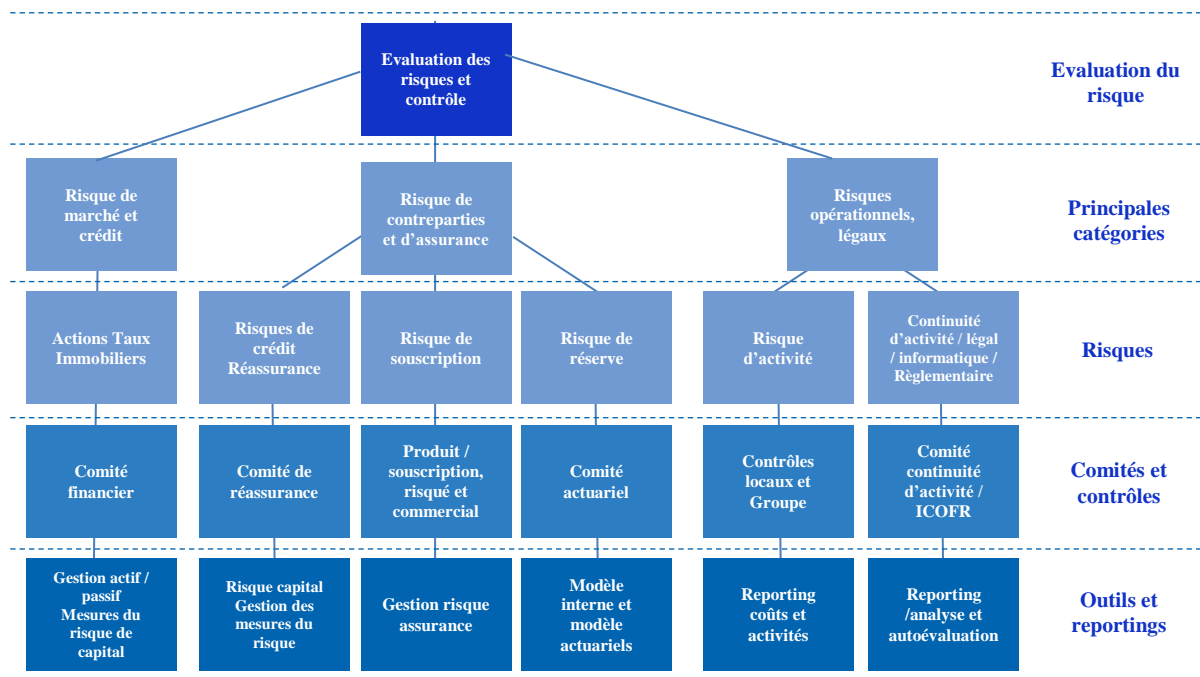 Evaluation des
risques et
contrôle
Evaluation du
risque
Risque de
marché et
crédit
Risque de
contreparties
et d’assurance
Risques
opérationnels,
légaux
Principales
catégories
Actions Taux
Immobiliers
Risques de
crédit
Réassurance
Risque de
souscription
Risque de
réserve
Risque
d’activité
Continuité
d’activité / légal
/ informatique /
Règlementaire
Risques
Comité
financier
Comité de
réassurance
Produit /
souscription,
risqué et
commercial
Comité
actuariel
Contrôles
locaux et
Groupe
Comité
continuité
d’activité /
ICOFR
Comités et
contrôles
Gestion actif /
passif
Mesures du
risque de
capital
Risque capital
Gestion des
mesures du
risque
Gestion risque
assurance
Modèle
interne et
modèle
actuariels
Reporting
coûts et
activités
Reporting
/analyse et
autoévaluation
Outils et
reportings